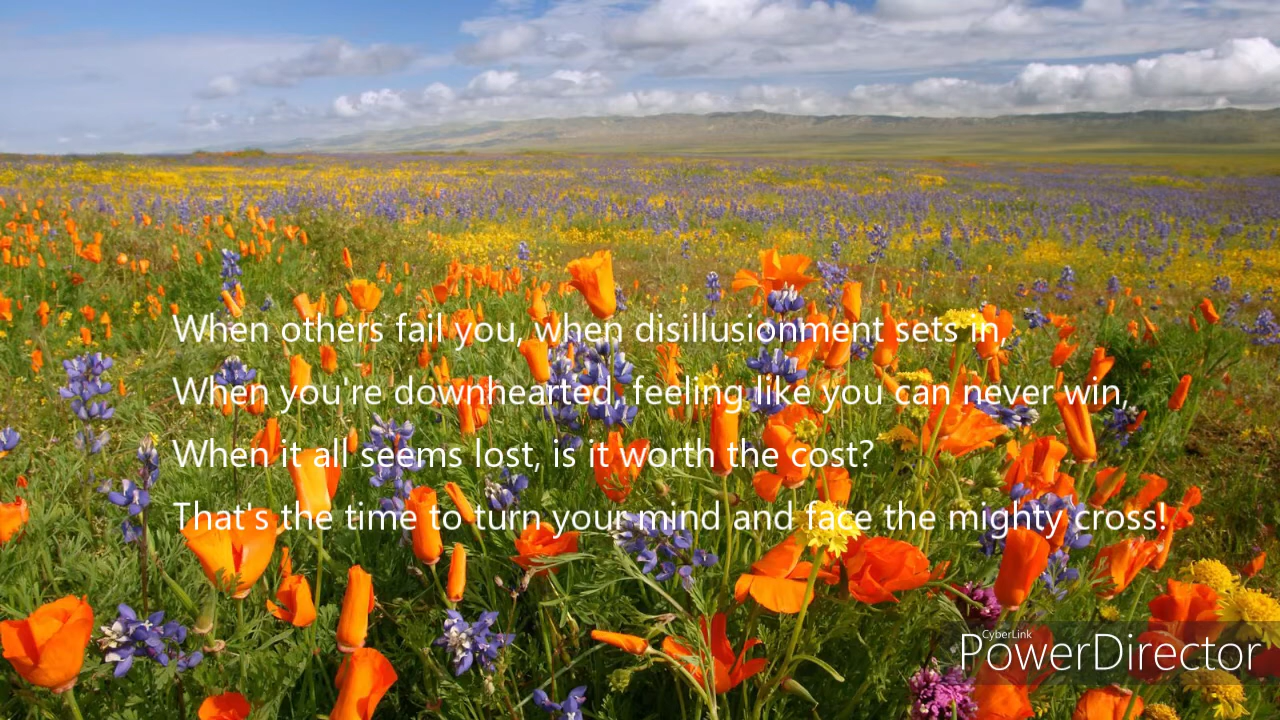 When others fail you, when disillusionment sets in,
When you're downhearted, feeling like you can never win,
When it all seems lost, is it worth the cost?
That's the time to turn your mind and face the mighty cross!
CyberLink
PowerDirector